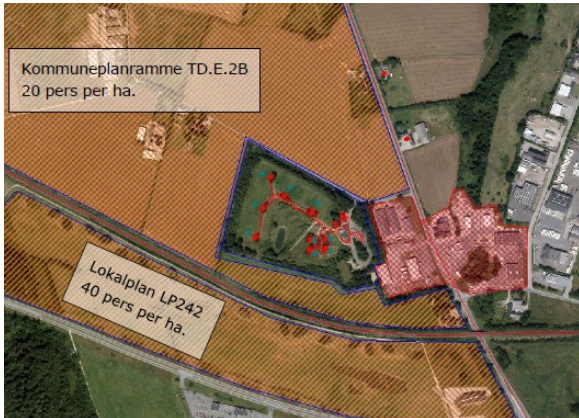 Kommuneplanramme TD.E.2B
20 pers per ha.
Lokalplan LP242
40 pers per ha.